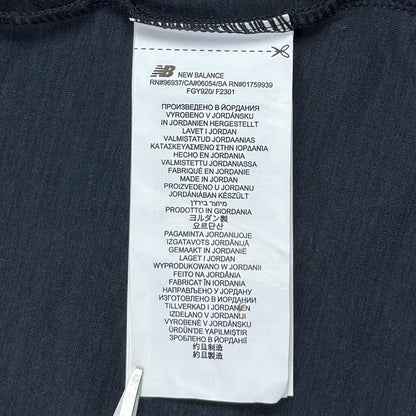 NB NEW BALANCE
RN#96937/CA#06054/SA RN#01759939
FGY920/ F2301
ПРОИЗВЕДЕНО В ЙОРДАНИЯ
VYROBENO V JORDÁNSKU
IN JORDANIEN HERGESTELLT
LAVET I JORDAN
VALMISTATUD JORDAANIAS
ΚΑΤΑΣΚΕΥΑΣΜΕΝΟ ΣΤΗΝ ΙΟΡΔΑΝΙΑ
HECHO EN JORDANIA
VALMISTETTU JORDANIASSA
FABRIQUÉ EN JORDANIE
MADE IN JORDAN
PROIZVEDENO U JORDANU
JORDÁNIÁBAN KÉSZÜLT
מיוצר בירדן
PRODOTTO IN GIORDANIA
ヨルダン製
요르단산
PAGAMINTA JORDANIJOJE
IZGATAVOTS JORDĀNIJĀ
GEMAAKT IN JORDANIË
LAGET I JORDAN
WYPRODUKOWANO W JORDANII
FEITO NA JORDÂNIA
FABRICAT ÎN IORDANIA
НАПРАВЉЕНО У ЈОРДАНУ
ИЗГОТОВЛЕНО В ИОРДАНИИ
TILLVERKAD I JORDANIEN
IZDELANO V JORDANIJI
VYROBENÉ V JORDÁNSKU
ÜRDÜN'DE YAPILMIŞTIR
ЗРОБЛЕНО В ЙОРДАНІЇ
约旦制造
約旦製造